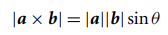 |a × b| = |a||b| sin θ